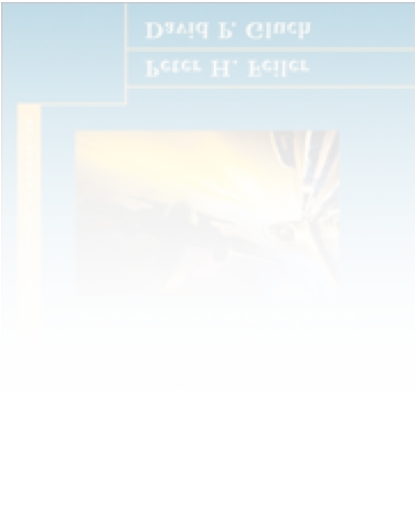 David P. Gluch
Peter H. Feiler